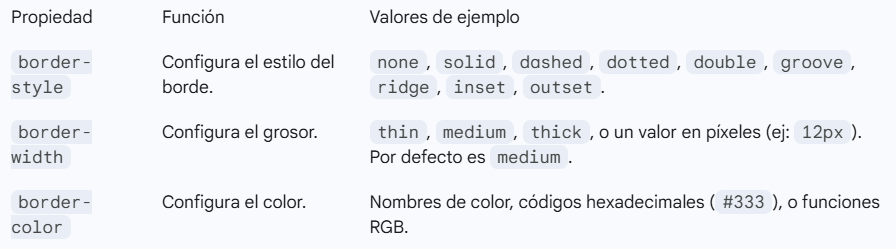 Propiedad Función Valores de ejemplo
border- Configura el estilo del none, solid, dashed, dotted, double, groove,
style borde. ridge, inset, outset.
border- Configura el grosor. thin, medium, thick, o un valor en píxeles (ej: 12px).
width Por defecto es medium.
border- Configura el color. Nombres de color, códigos hexadecimales (#333), o funciones
color RGB.